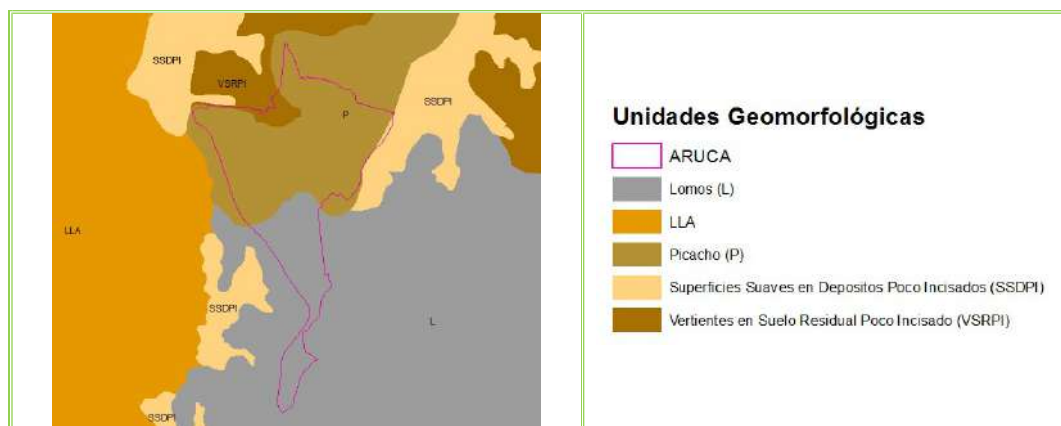 SSDPI
VSRPI
SSDPI
P
LLA
SSDPI
L
SSDPI
Unidades Geomorfológicas
ARUCA
Lomos (L)
LLA
Picacho (P)
Superficies Suaves en Depositos Poco Incisados (SSDPI)
Vertientes en Suelo Residual Poco Incisado (VSRPI)